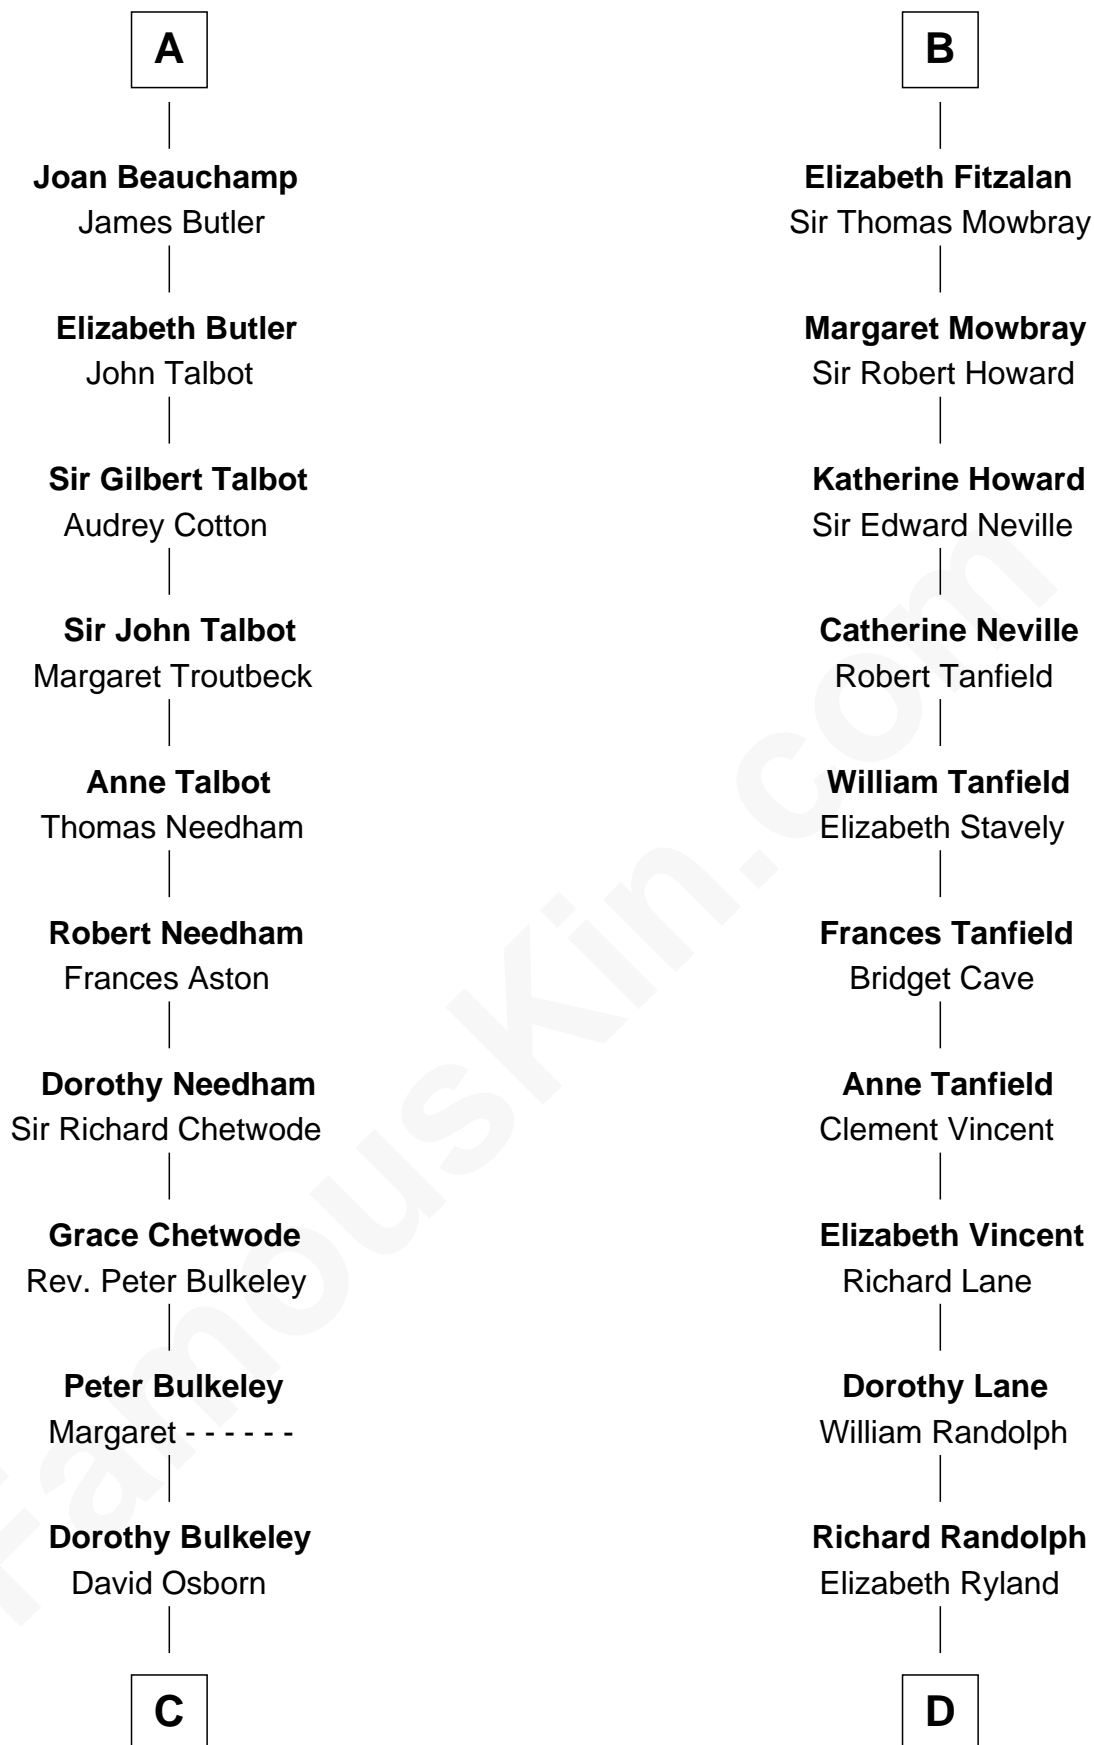 A
Joan Beauchamp
James Butler
Elizabeth Butler
John Talbot
Sir Gilbert Talbot
Audrey Cotton
Sir John Talbot
Margaret Troutbeck
Anne Talbot
Thomas Needham
Robert Needham
Frances Aston
Dorothy Needham
Sir Richard Chetwode
Grace Chetwode
Rev. Peter Bulkeley
Peter Bulkeley
Margaret - - - - - -
Dorothy Bulkeley
David Osborn
C
B
Elizabeth Fitzalan
Sir Thomas Mowbray
Margaret Mowbray
Sir Robert Howard
Katherine Howard
Sir Edward Neville
Catherine Neville
Robert Tanfield
William Tanfield
Elizabeth Stavely
Frances Tanfield
Bridget Cave
Anne Tanfield
Clement Vincent
Elizabeth Vincent
Richard Lane
Dorothy Lane
William Randolph
Richard Randolph
Elizabeth Ryland
D
FamousKin.com